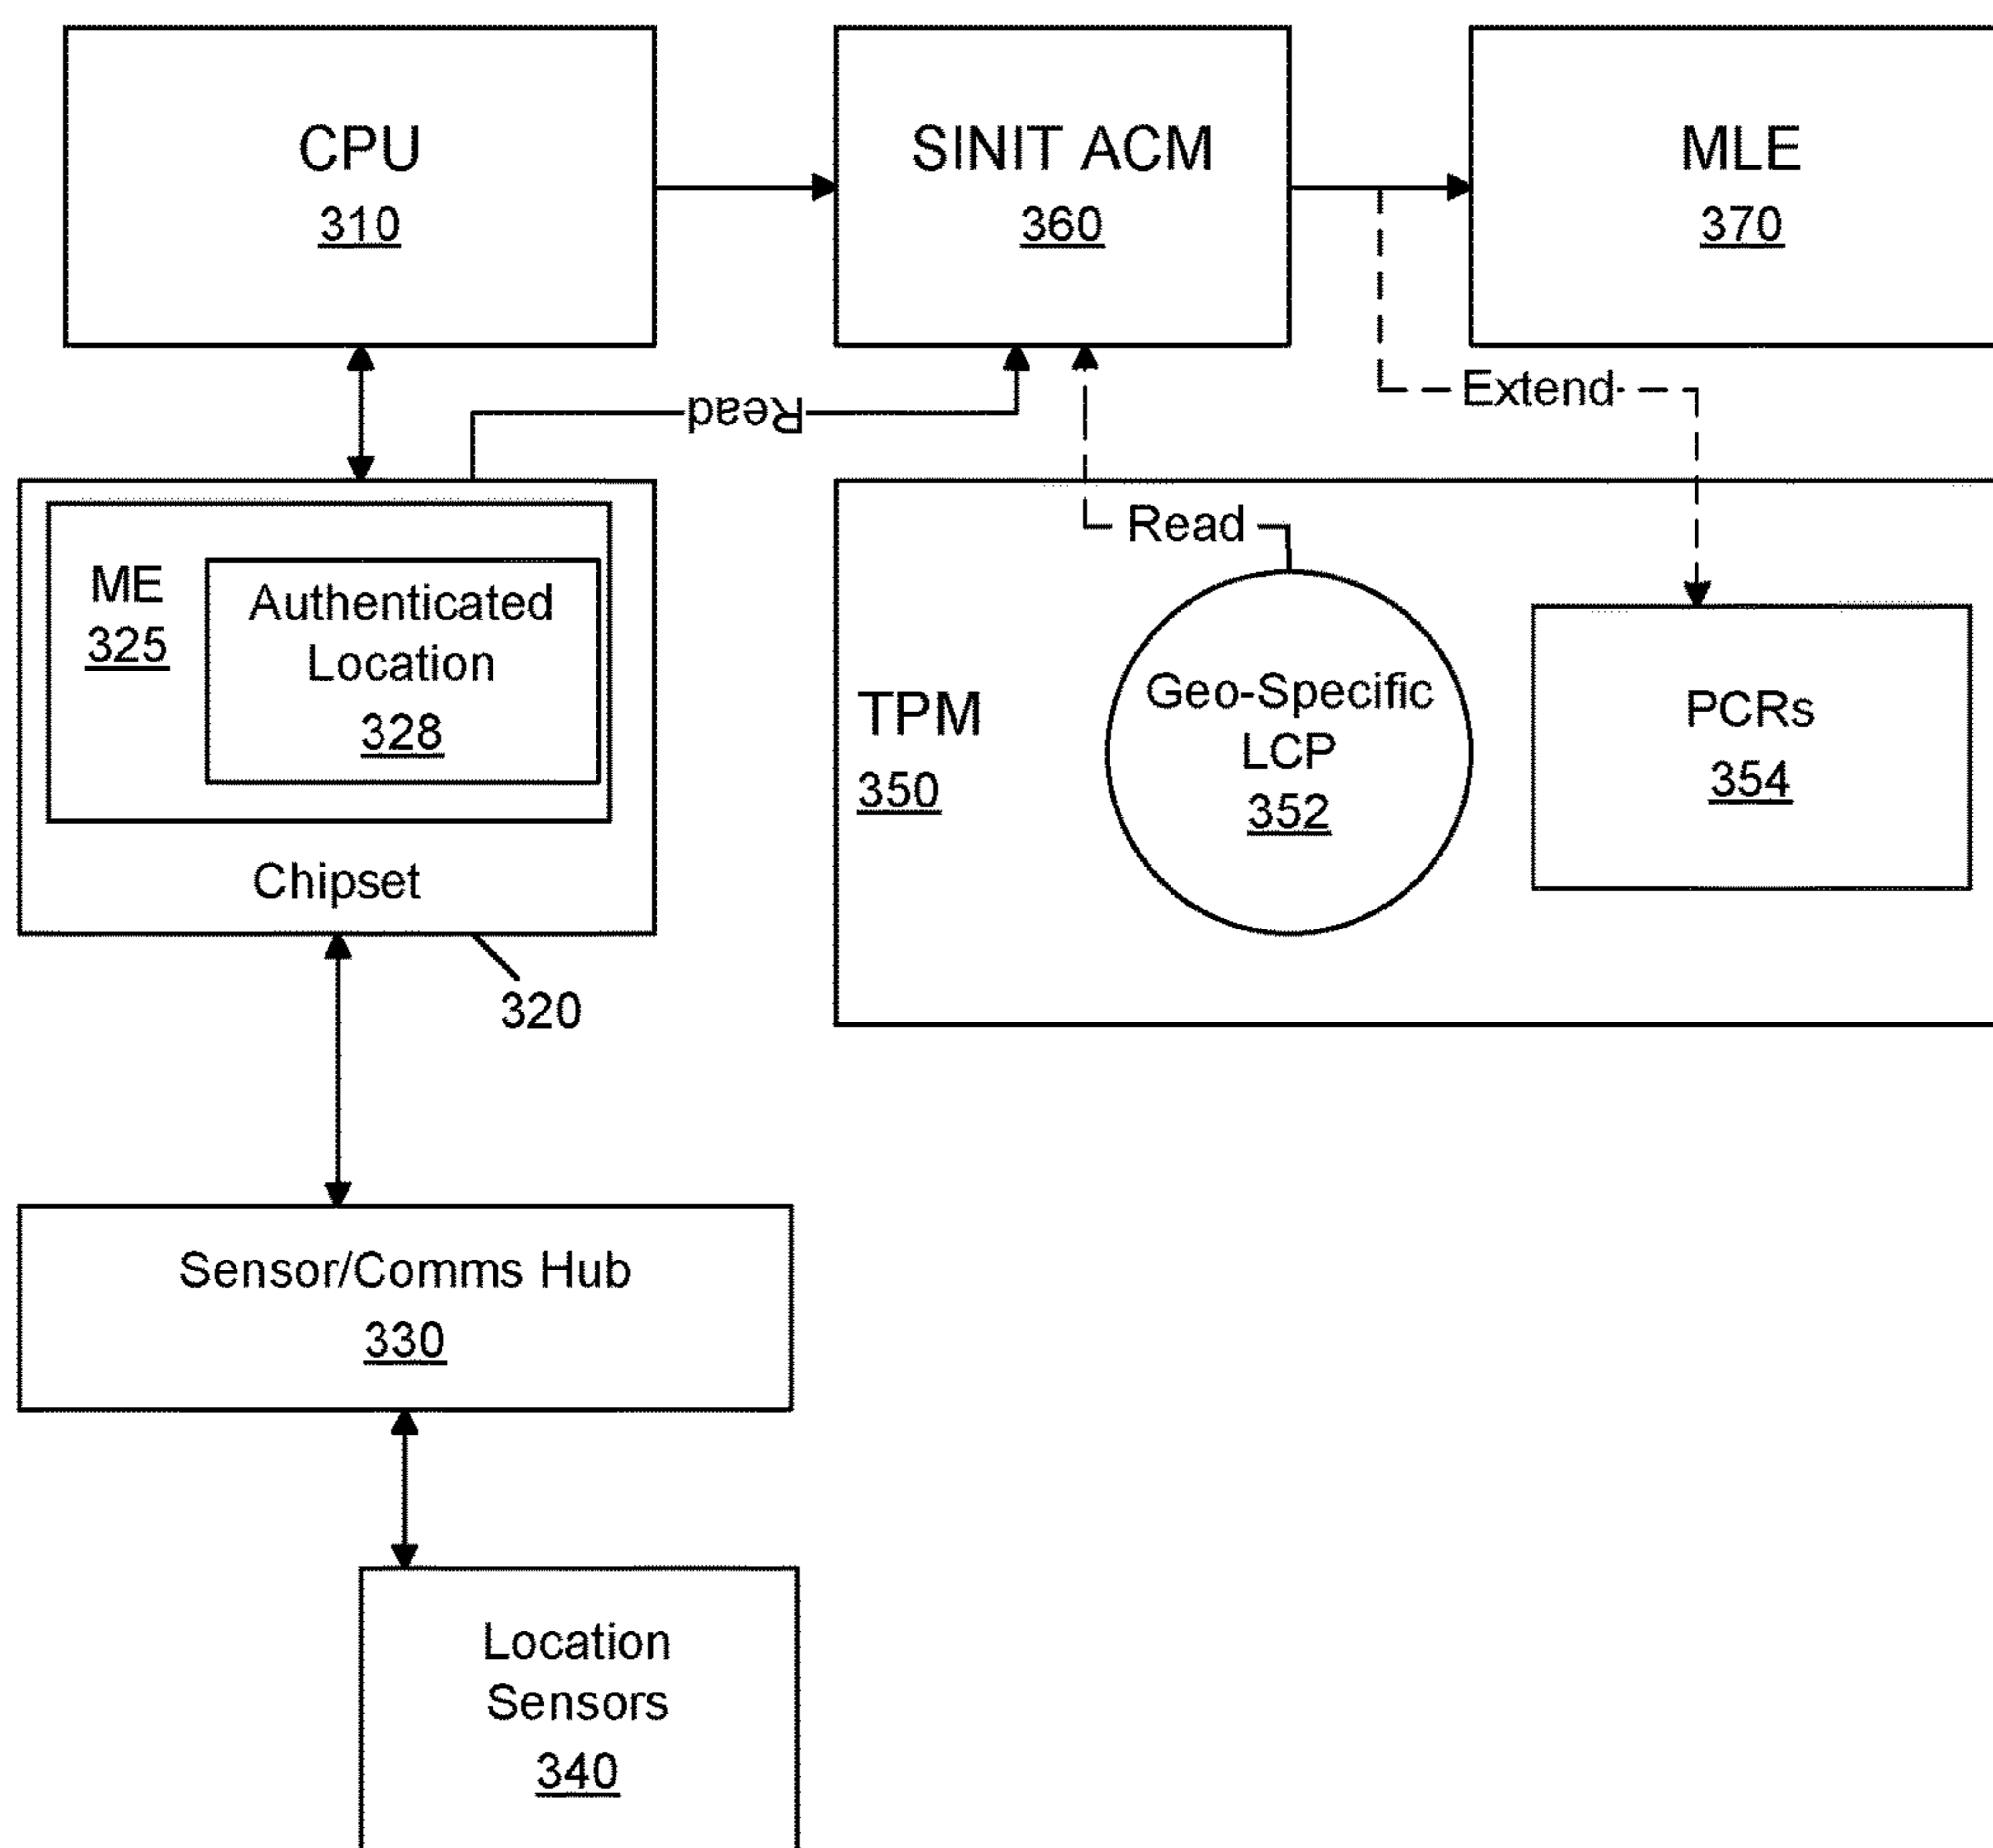 CPU
310
SINIT ACM
360
MLE
370
Read
Extend
ME
325
Authenticated
Location
328
Chipset
320
Read
TPM
350
Geo-Specific
LCP
352
PCRs
354
Sensor/Comms Hub
330
Location
Sensors
340